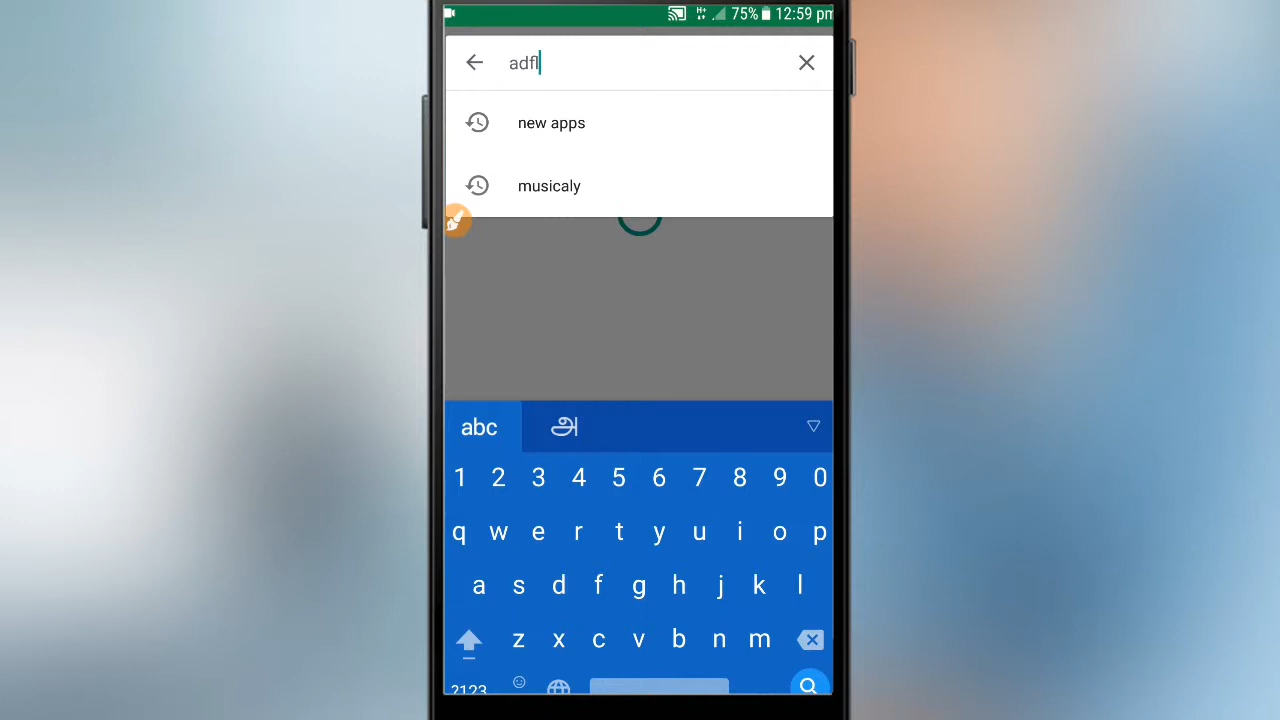 H+ 75% 12:59 pm
adfl
new apps
musicaly
abc அ
1 2 3 4 5 6 7 8 9 0
q w e r t y u i o p
a s d f g h j k l
z x c v b n m
?123